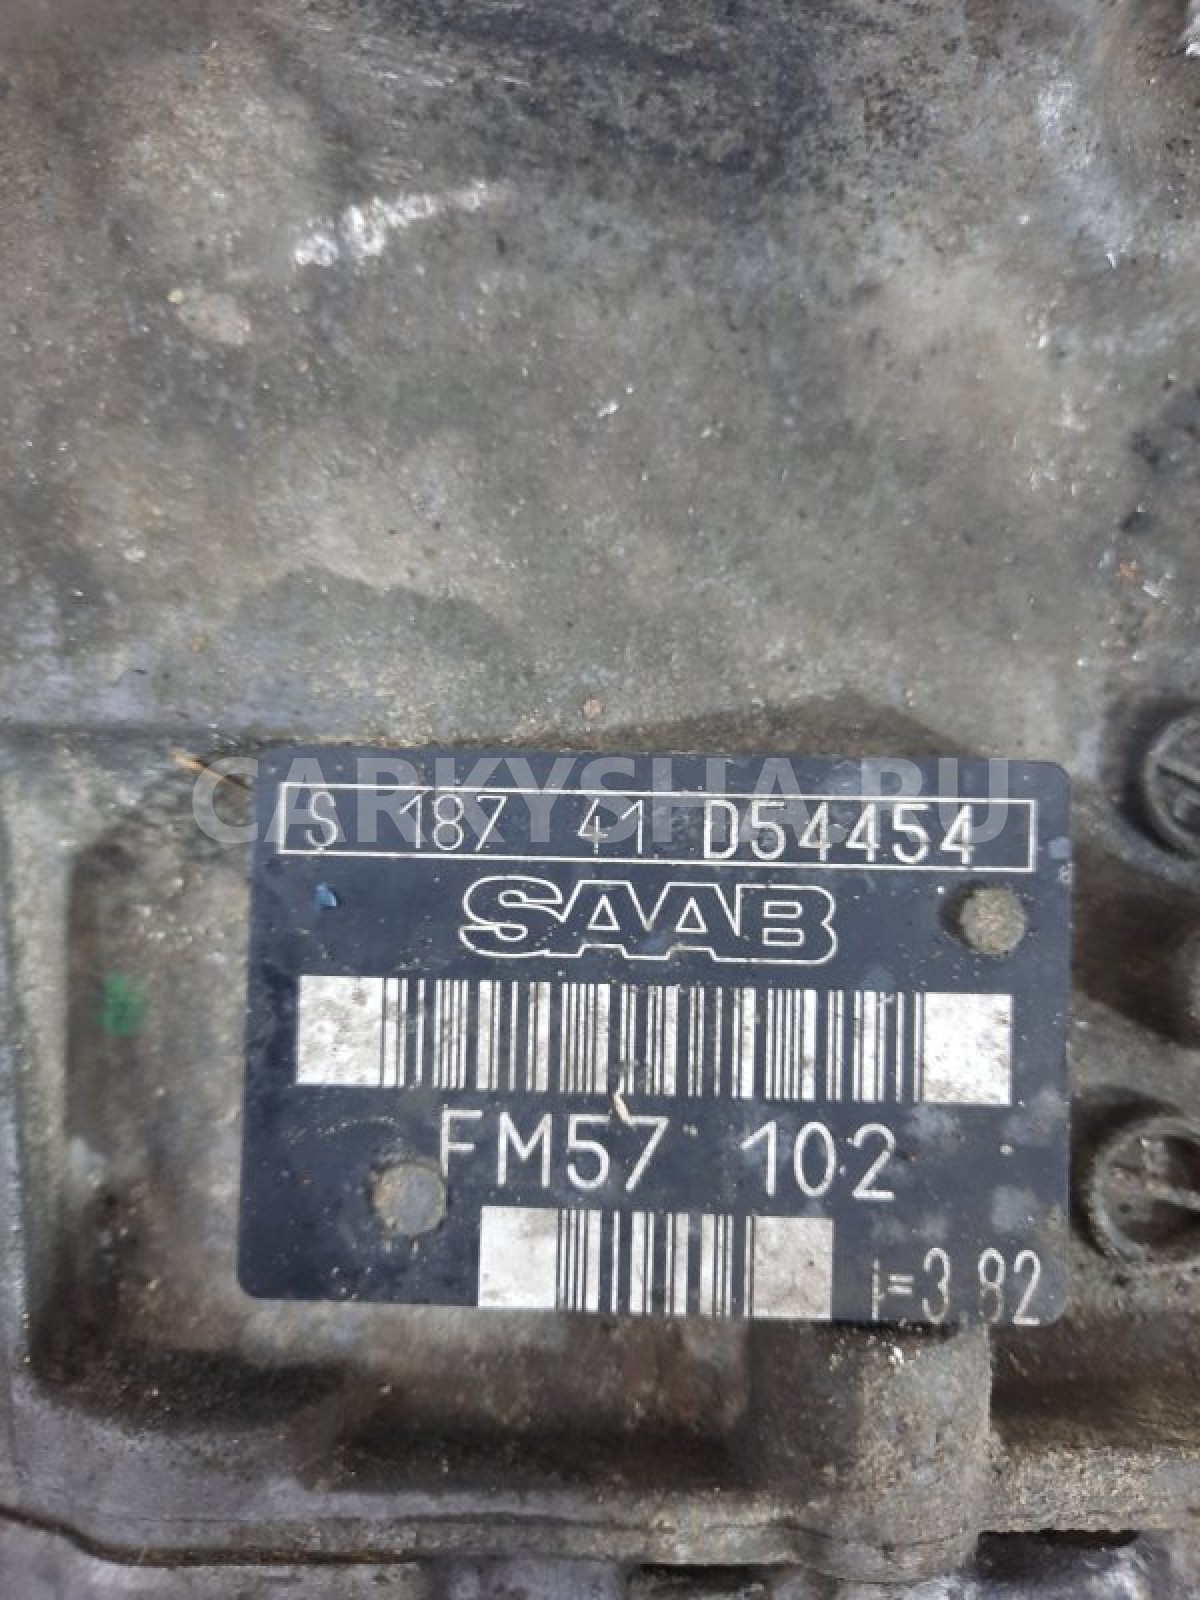 CARKYSHA.RU
S 187 41 D54454
SAAB
FM57 102
i=3.82